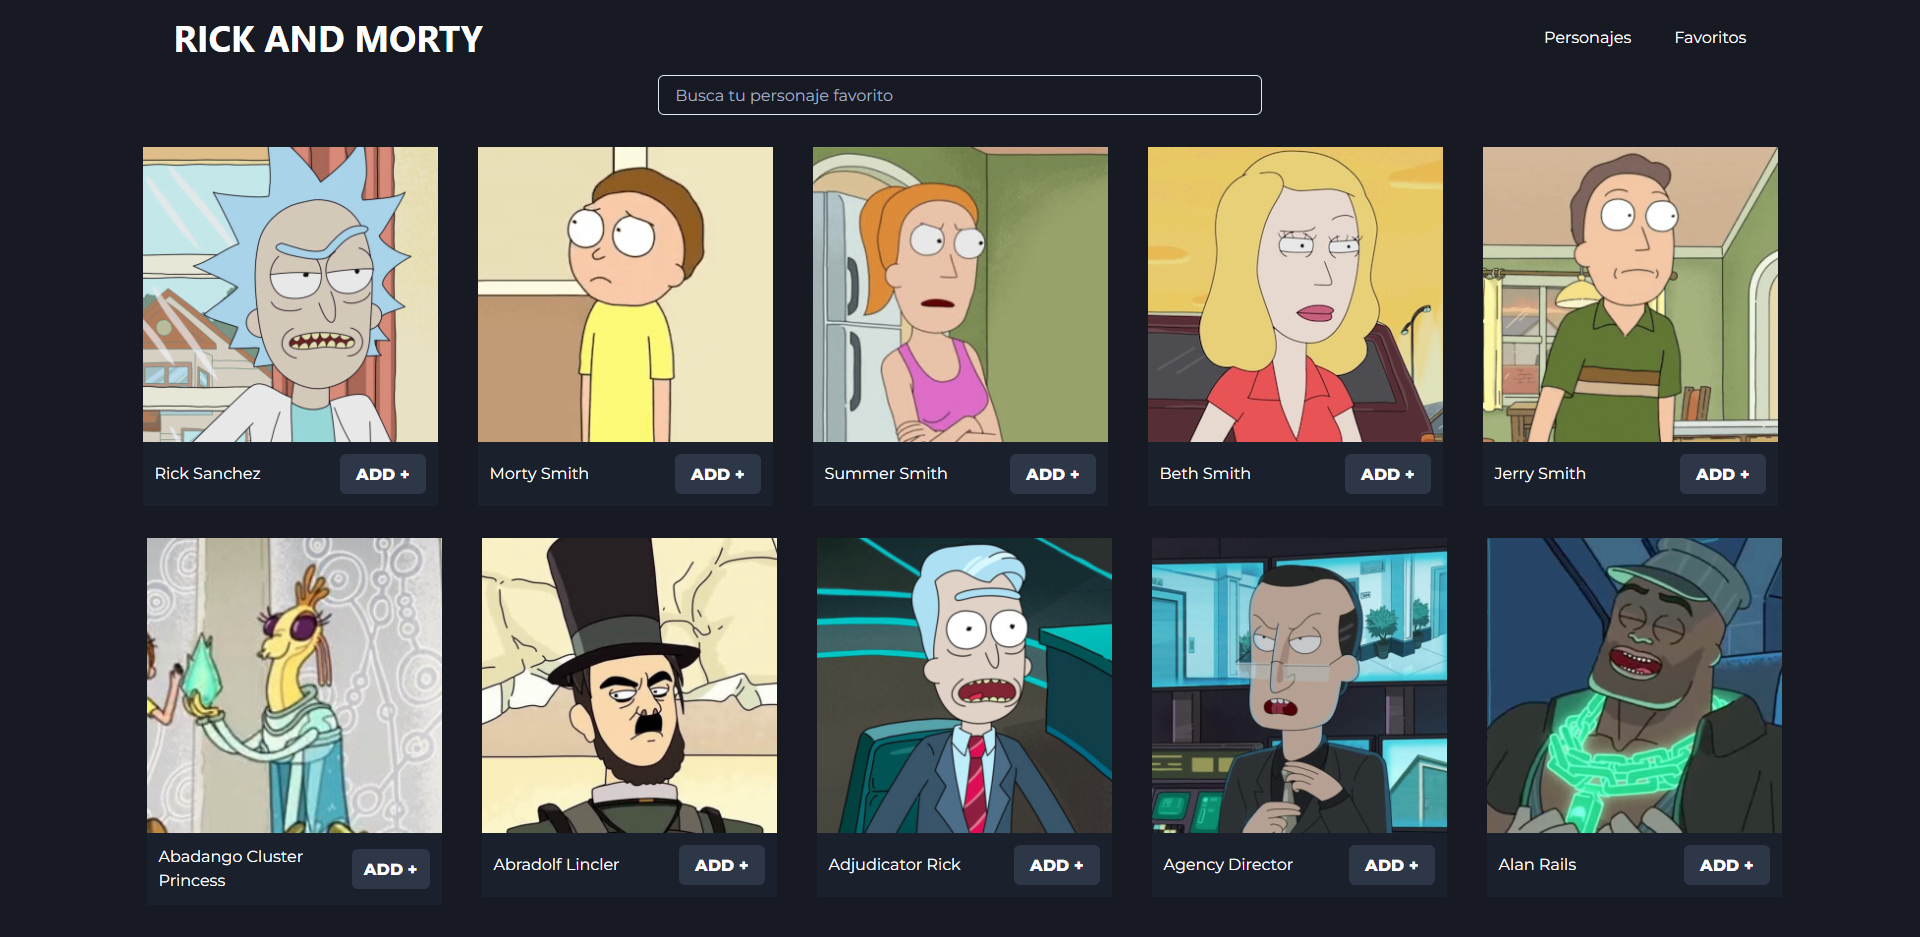 RICK AND MORTY
Personajes
Favoritos
Busca tu personaje favorito
Rick Sanchez
ADD +
Morty Smith
ADD +
Summer Smith
ADD +
Beth Smith
ADD +
Jerry Smith
ADD +
Abadango Cluster
Princess
ADD +
Abradolf Lincler
ADD +
Adjudicator Rick
ADD +
Agency Director
ADD +
Alan Rails
ADD +